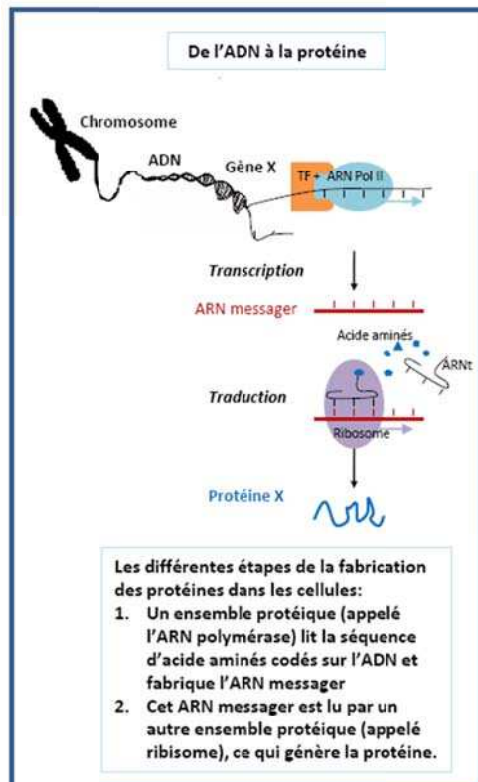 De l'ADN à la protéine
Chromosome
ADN
Gêne X
TF + ARN Pol II
Transcription
ARN messager
Acide aminés
ARNt
Traduction
Ribosome
Protéine X
Les différentes étapes de la fabrication
des protéines dans les cellules:
1. Un ensemble protéique (appelé
l'ARN polymérase) lit la séquence
d'acide aminés codés sur l'ADN et
fabrique l'ARN messager
2. Cet ARN messager est lu par un
autre ensemble protéique (appelé
ribisome), ce qui génère la protéine.